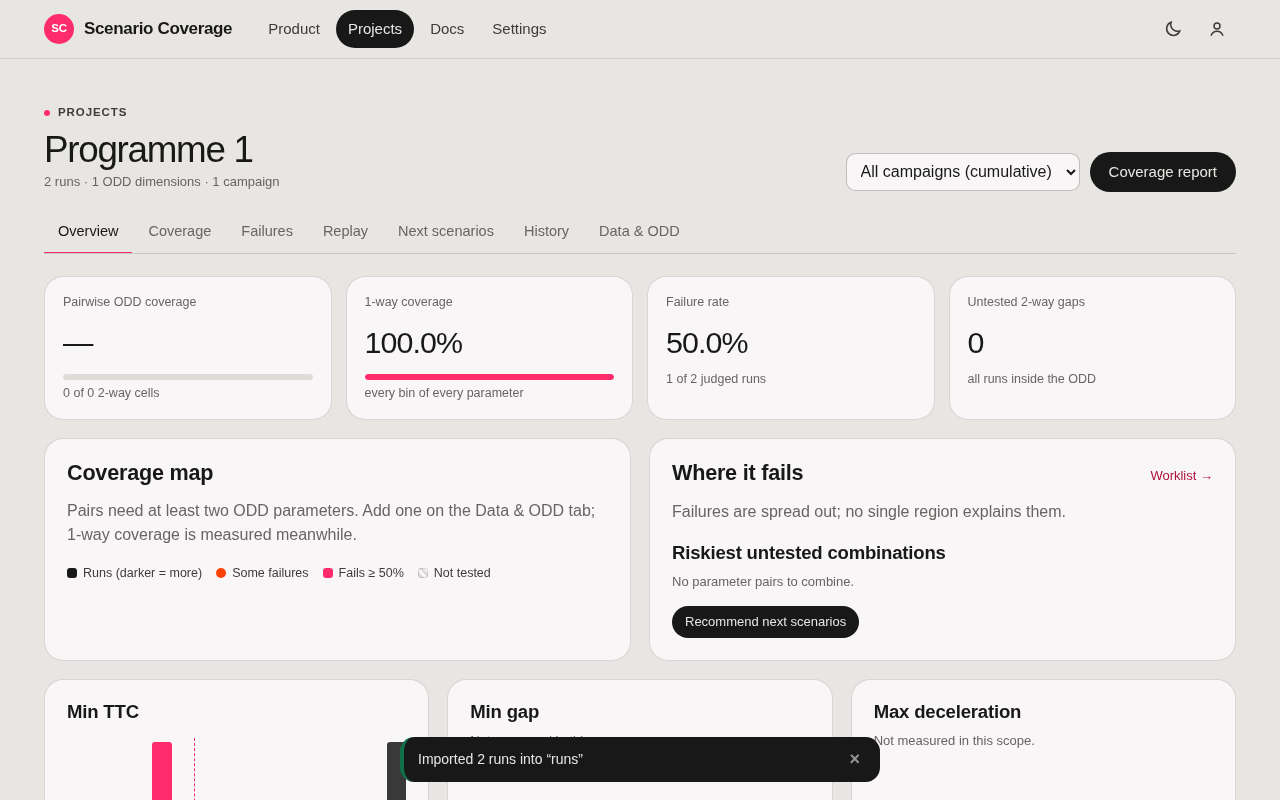 SC
Scenario Coverage
Product
Projects
Docs
Settings
PROJECTS
Programme 1
2 runs · 1 ODD dimensions · 1 campaign
All campaigns (cumulative)
Coverage report
Overview
Coverage
Failures
Replay
Next scenarios
History
Data & ODD
Pairwise ODD coverage
—
0 of 0 2-way cells
1-way coverage
100.0%
every bin of every parameter
Failure rate
50.0%
1 of 2 judged runs
Untested 2-way gaps
0
all runs inside the ODD
Coverage map
Pairs need at least two ODD parameters. Add one on the Data & ODD tab;
1-way coverage is measured meanwhile.
Runs (darker = more)
Some failures
Fails ≥ 50%
Not tested
Where it fails
Worklist →
Failures are spread out; no single region explains them.
Riskiest untested combinations
No parameter pairs to combine.
Recommend next scenarios
Min TTC
Min gap
Max deceleration
Not measured in this scope.
Imported 2 runs into “runs”
×